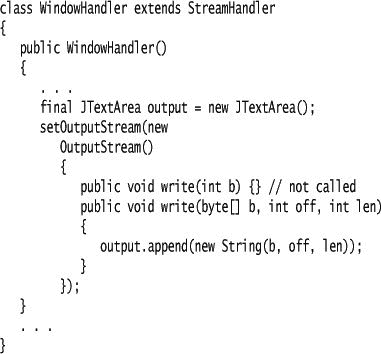 class WindowHandler extends StreamHandler
{
   public WindowHandler()
   {
      . . .
      final JTextArea output = new JTextArea();
      setOutputStream(new
         OutputStream()
         {
            public void write(int b) {} // not called
            public void write(byte[] b, int off, int len)
            {
               output.append(new String(b, off, len));
            }
         });
   }
   . . .
}